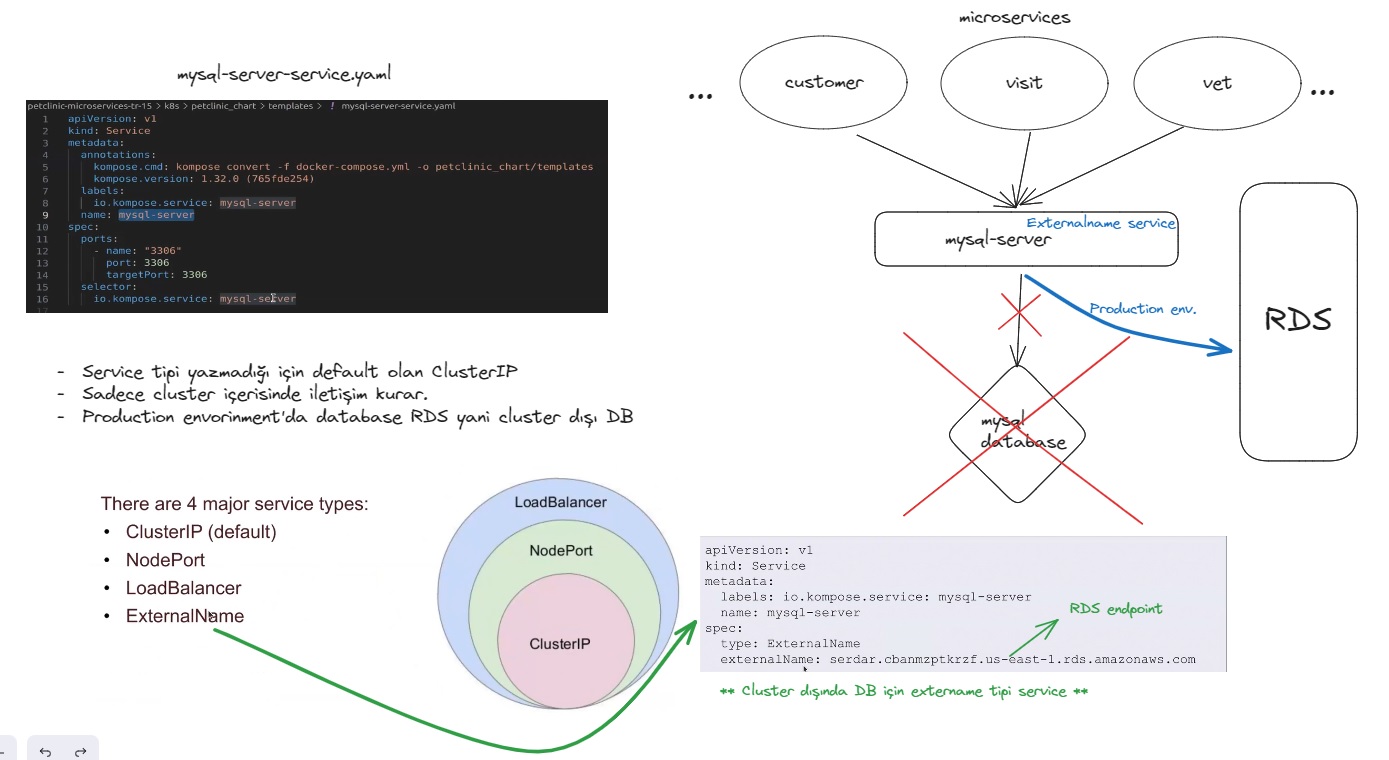 mysql-server-service.yaml
petclinic-microservices-tr-15 > k8s > petclinic_chart > templates > ! mysql-server-service.yaml
1 apiVersion: v1
2 kind: Service
3 metadata:
4 annotations:
5 kompose.cmd: kompose convert -f docker-compose.yml -o petclinic_chart/templates
6 kompose.version: 1.32.0 (765fde254)
7 labels:
8 io.kompose.service: mysql-server
9 name: mysql-server
10 spec:
11 ports:
12 - name: "3306"
13 port: 3306
14 targetPort: 3306
15 selector:
16 io.kompose.service: mysql-server
17
- Service tipi yazmadığı için default olan ClusterIP
- Sadece cluster içerisinde iletişim kurar.
- Production envorinment'da database RDS yani cluster dışı DB
There are 4 major service types:
• ClusterIP (default)
• NodePort
• LoadBalancer
• ExternalName
LoadBalancer
NodePort
ClusterIP
microservices
...
customer
visit
vet
...
Externalname service
mysql-server
Production env.
RDS
mysql
database
apiVersion: v1
kind: Service
metadata:
labels: io.kompose.service: mysql-server
name: mysql-server
spec:
type: ExternalName
externalName: serdar.cbanmzptkrzf.us-east-1.rds.amazonaws.com
RDS endpoint
** Cluster dışında DB için extername tipi service **